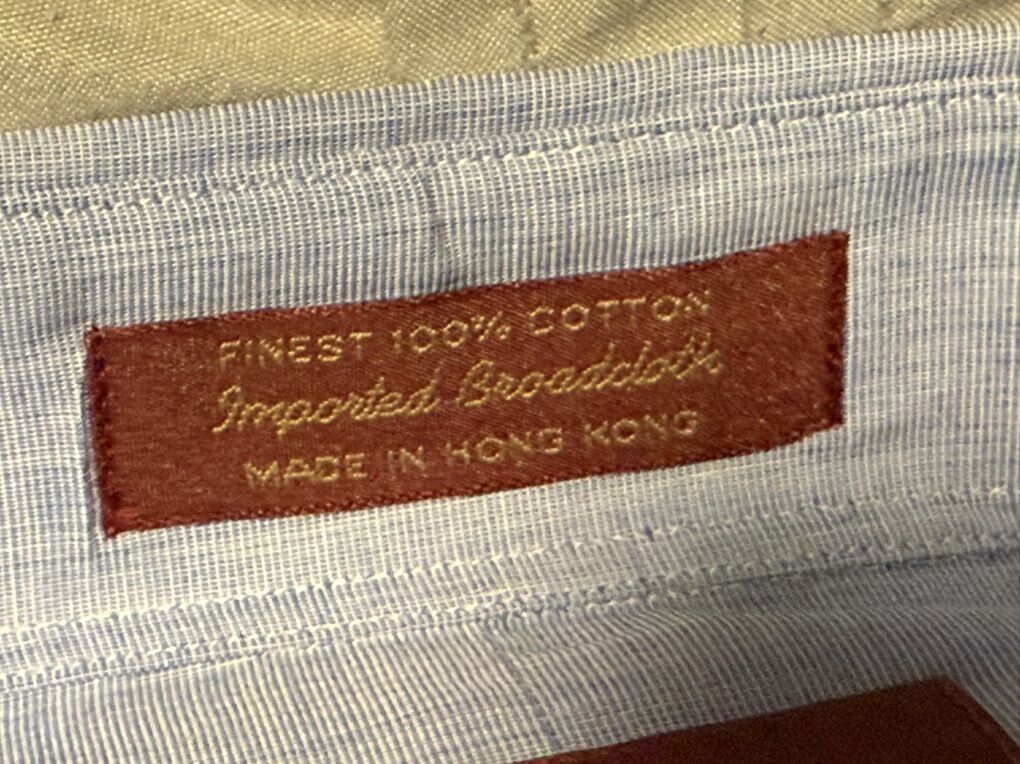 FINEST 100% COTTON
Imported Broadcloth
MADE IN HONG KONG